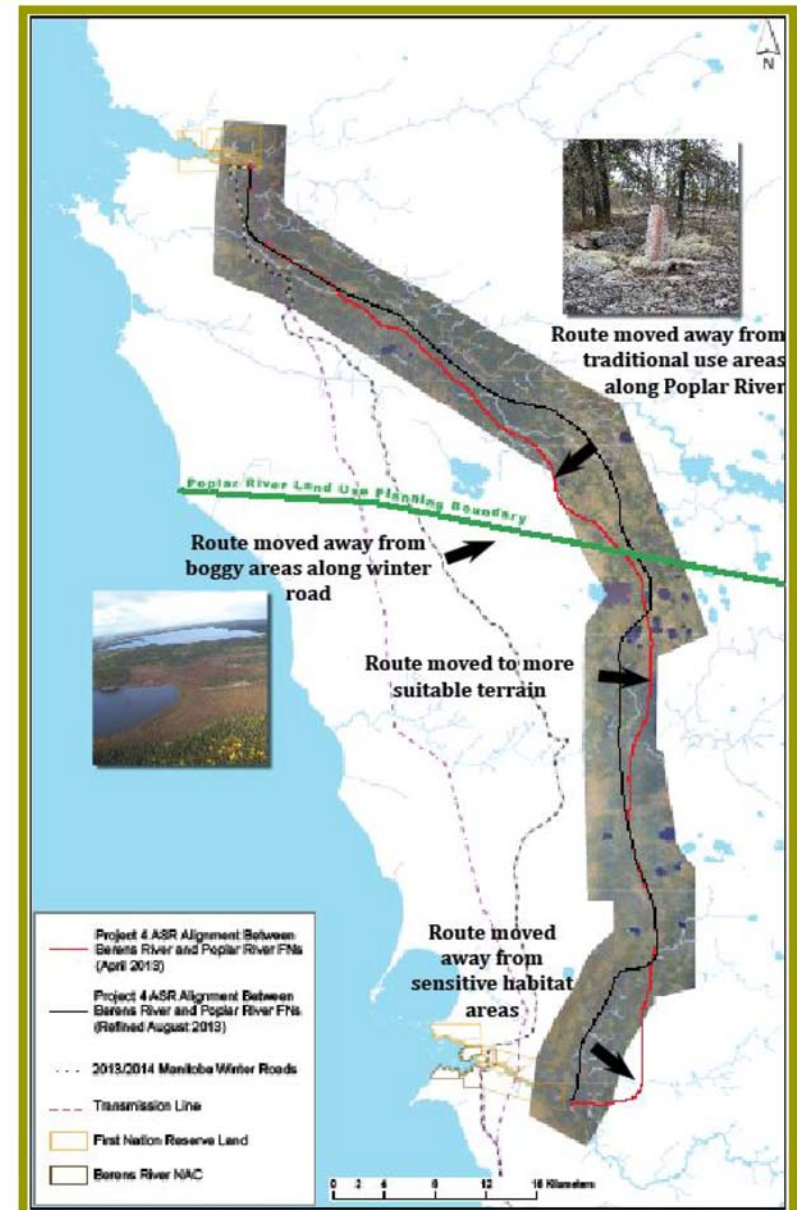 N
Route moved away from
traditional use areas
along Poplar River
Poplar River Land Use Planning Boundary
Route moved away from
boggy areas along winter
road
Route moved to more
suitable terrain
Route moved
away from
sensitive habitat
areas
Project 4 ASR Alignment Between
Berens River and Poplar River FNs
(April 2013)
Project 4 ASR Alignment Between
Berens River and Poplar River FNs
(Refined August 2013)
2013/2014 Manitoba Winter Roads
Transmission Line
First Nation Reserve Land
Berens River NAC
0 2 4 8 12 16 Kilometers